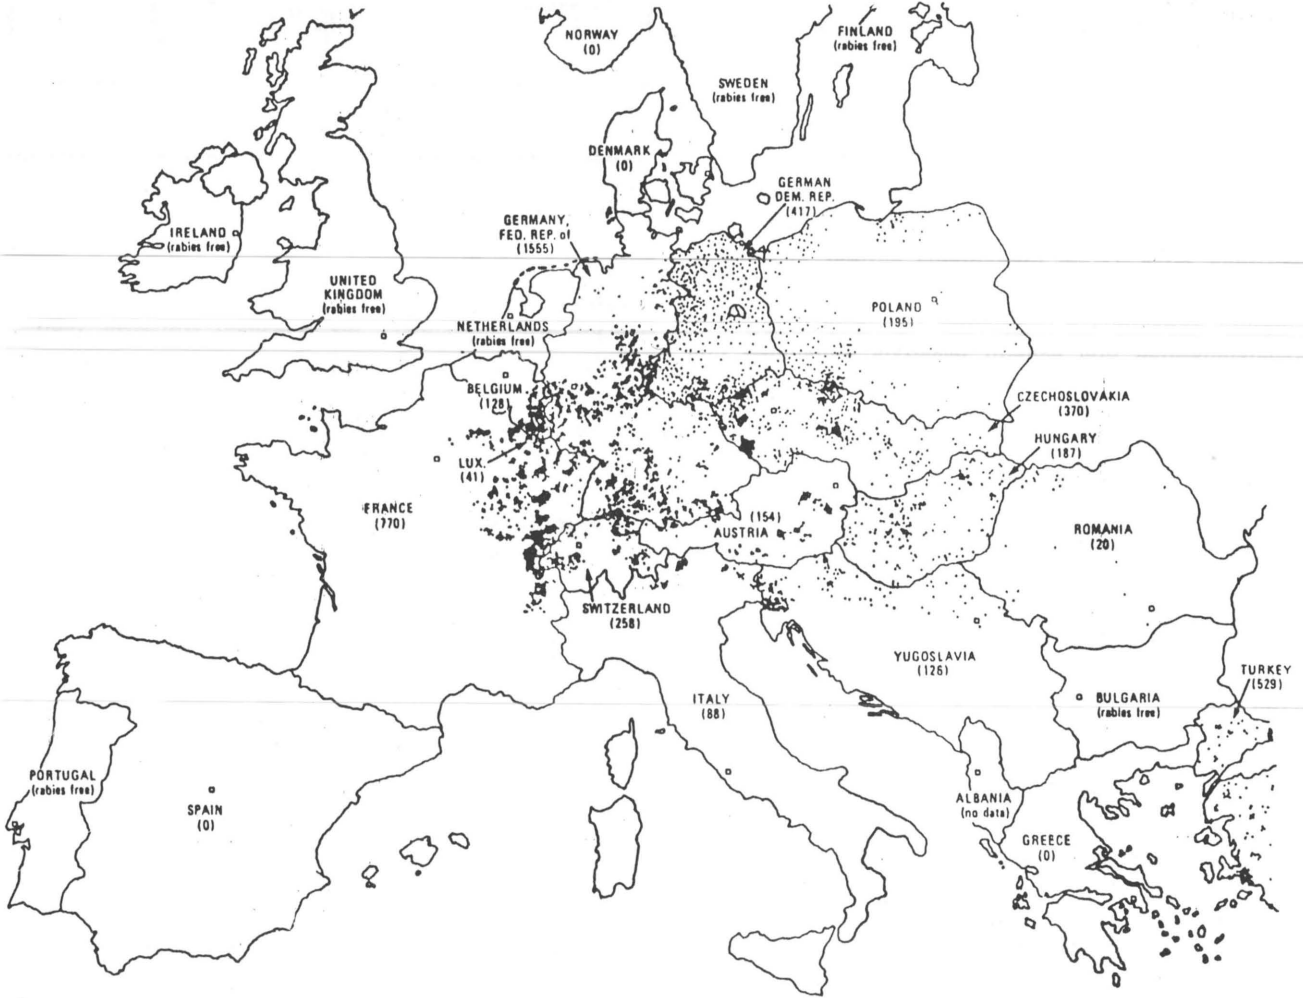 NORWAY
(0)
FINLAND
(rabies free)
SWEDEN
(rabies free)
DENMARK
(0)
GERMAN
DEM. REP.
(417)
GERMANY,
FED. REP. of
(1555)
IRELAND
(rabies free)
UNITED
KINGDOM
(rabies free)
NETHERLANDS
(rabies free)
POLAND
(195)
BELGIUM
(128)
CZECHOSLOVAKIA
(370)
HUNGARY
(187)
LUX.
(41)
FRANCE
(770)
(154)
AUSTRIA
ROMANIA
(20)
SWITZERLAND
(258)
YUGOSLAVIA
(126)
TURKEY
(529)
ITALY
(88)
BULGARIA
(rabies free)
PORTUGAL
(rabies free)
SPAIN
(0)
ALBANIA
(no data)
GREECE
(0)